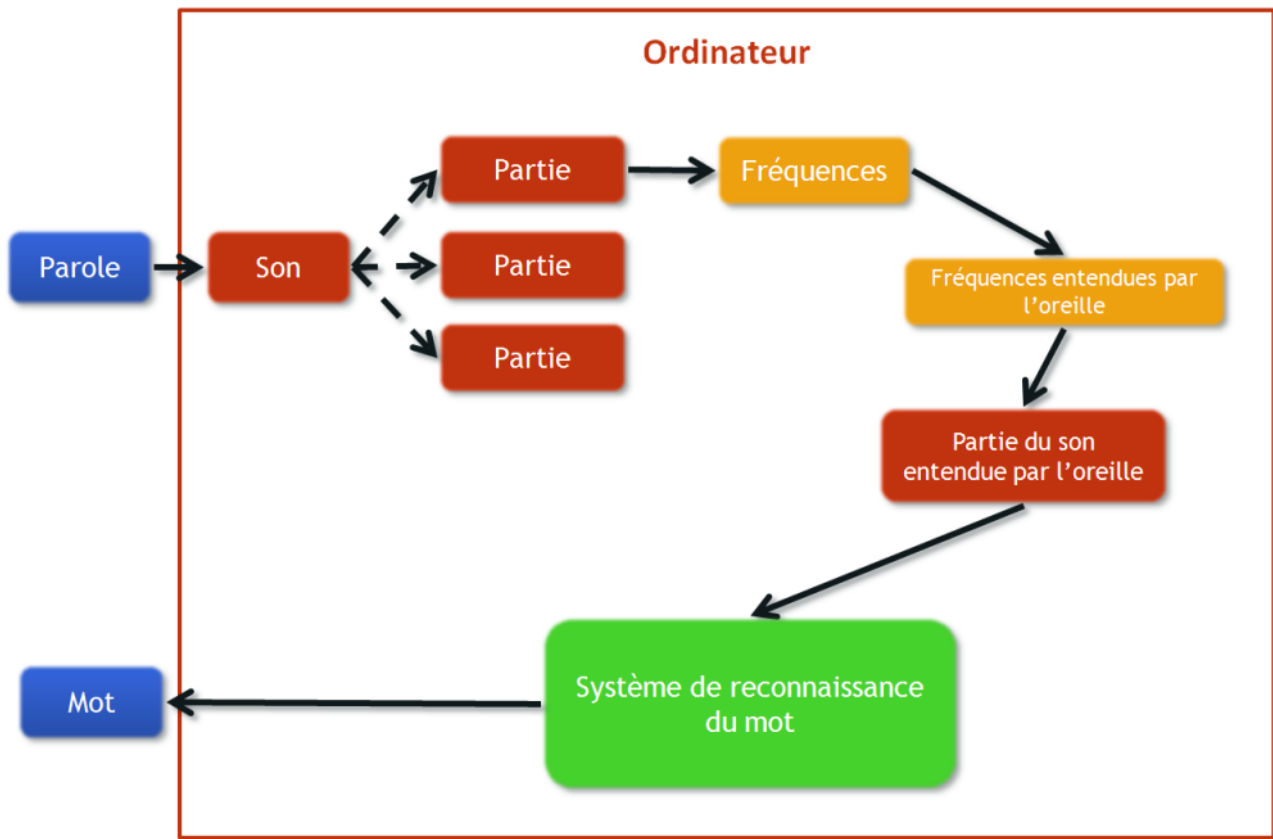 Ordinateur
Partie
Fréquences
Parole
Son
Partie
Fréquences entendues par
l'oreille
Partie
Partie du son
entendue par l'oreille
Système de reconnaissance
du mot
Mot